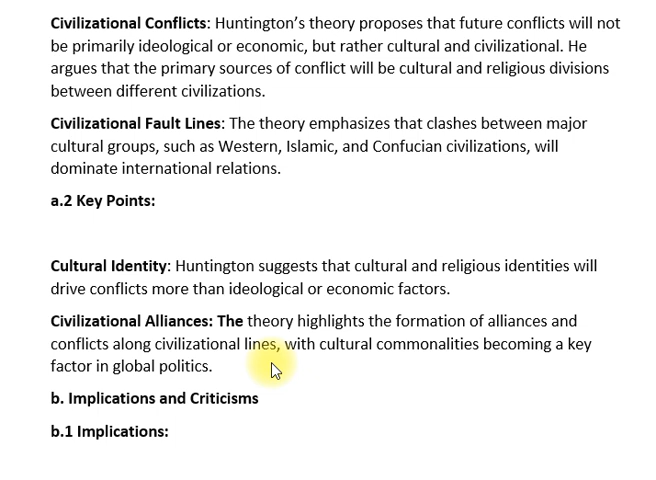 Civilizational Conflicts: Huntington’s theory proposes that future conflicts will not
be primarily ideological or economic, but rather cultural and civilizational. He
argues that the primary sources of conflict will be cultural and religious divisions
between different civilizations.
Civilizational Fault Lines: The theory emphasizes that clashes between major
cultural groups, such as Western, Islamic, and Confucian civilizations, will
dominate international relations.
a.2 Key Points:
Cultural Identity: Huntington suggests that cultural and religious identities will
drive conflicts more than ideological or economic factors.
Civilizational Alliances: The theory highlights the formation of alliances and
conflicts along civilizational lines, with cultural commonalities becoming a key
factor in global politics.
b. Implications and Criticisms
b.1 Implications: